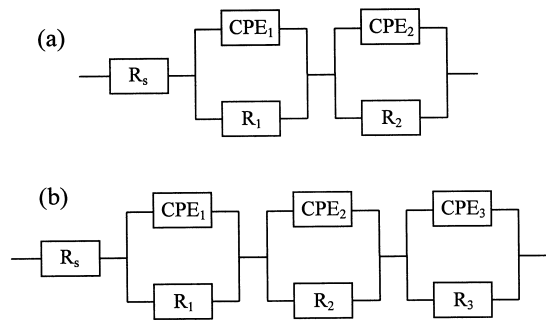 (a)
CPE₁ CPE₂
Rₛ
R₁ R₂
(b)
CPE₁ CPE₂ CPE₃
Rₛ
R₁ R₂ R₃